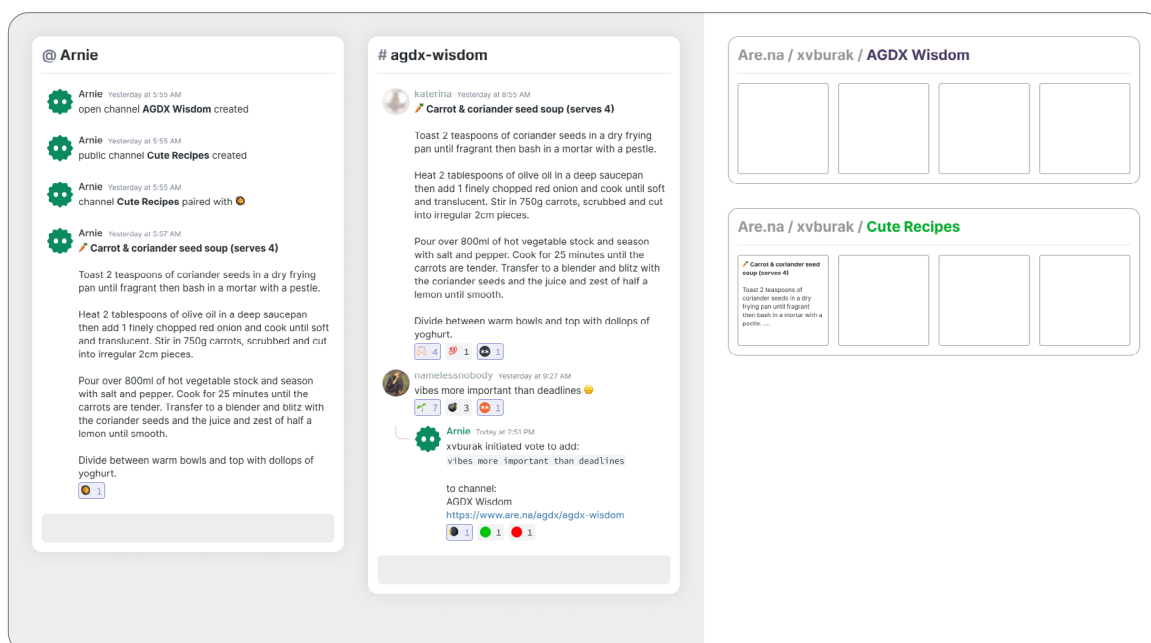 @ Arnie
Arnie Yesterday at 5:55 AM
open channel AGDX Wisdom created
Arnie Yesterday at 5:55 AM
public channel Cute Recipes created
Arnie Yesterday at 5:55 AM
channel Cute Recipes paired with 🥘
Arnie Yesterday at 5:57 AM
🥕 Carrot & coriander seed soup (serves 4)
Toast 2 teaspoons of coriander seeds in a dry frying
pan until fragrant then bash in a mortar with a pestle.
Heat 2 tablespoons of olive oil in a deep saucepan
then add 1 finely chopped red onion and cook until soft
and translucent. Stir in 750g carrots, scrubbed and cut
into irregular 2cm pieces.
Pour over 800ml of hot vegetable stock and season
with salt and pepper. Cook for 25 minutes until the
carrots are tender. Transfer to a blender and blitz with
the coriander seeds and the juice and zest of half a
lemon until smooth.
Divide between warm bowls and top with dollops of
yoghurt.
🥘 1
# agdx-wisdom
katerina Yesterday at 8:55 AM
🥕 Carrot & coriander seed soup (serves 4)
Toast 2 teaspoons of coriander seeds in a dry frying
pan until fragrant then bash in a mortar with a pestle.
Heat 2 tablespoons of olive oil in a deep saucepan
then add 1 finely chopped red onion and cook until soft
and translucent. Stir in 750g carrots, scrubbed and cut
into irregular 2cm pieces.
Pour over 800ml of hot vegetable stock and season
with salt and pepper. Cook for 25 minutes until the
carrots are tender. Transfer to a blender and blitz with
the coriander seeds and the juice and zest of half a
lemon until smooth.
Divide between warm bowls and top with dollops of
yoghurt.
🙌🏻 4 💯 1 1
namelessnobody Yesterday at 9:27 AM
vibes more important than deadlines 🙂
🌱 7 💣 3 1
Arnie Today at 2:51 PM
xvburak initiated vote to add:
vibes more important than deadlines
to channel:
AGDX Wisdom
https://www.are.na/agdx/agdx-wisdom
🌘 1 🟢 1 🔴 1
Are.na / xvburak / AGDX Wisdom
Are.na / xvburak / Cute Recipes
🥕 Carrot & coriander seed
soup (serves 4)
Toast 2 teaspoons of
coriander seeds in a dry
frying pan until fragrant
then bash in a mortar with a
pestle. ....